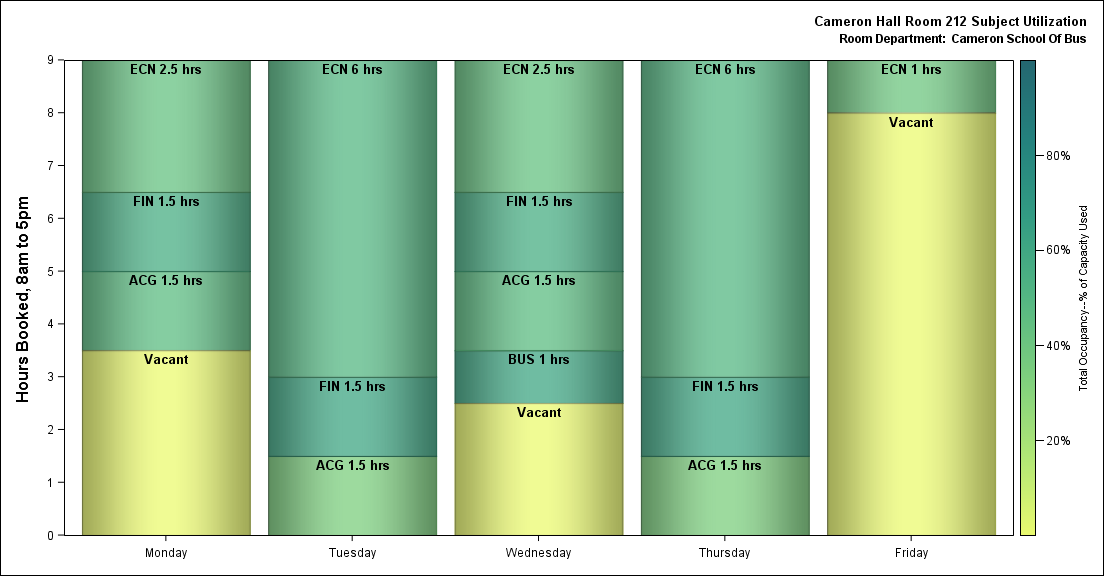 Cameron Hall Room 212 Subject Utilization
Room Department: Cameron School Of Bus
Hours Booked, 8am to 5pm
9
8
7
6
5
4
3
2
1
0
ECN 2.5 hrs
FIN 1.5 hrs
ACG 1.5 hrs
Vacant
ECN 6 hrs
FIN 1.5 hrs
ACG 1.5 hrs
ECN 2.5 hrs
FIN 1.5 hrs
ACG 1.5 hrs
BUS 1 hrs
Vacant
ECN 6 hrs
FIN 1.5 hrs
ACG 1.5 hrs
ECN 1 hrs
Vacant
Monday
Tuesday
Wednesday
Thursday
Friday
80%
60%
40%
20%
Total Occupancy--% of Capacity Used